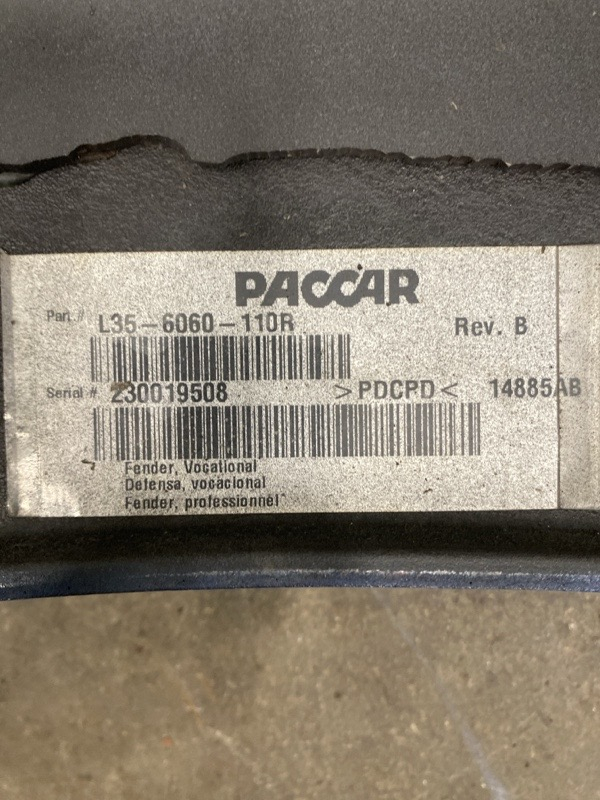 PACCAR
Part # L35-6060-110R Rev. B
Serial # 230019508 >PDCPD< 14885AB
Fender, Vocational
Defensa, vocacional
Fender, professionnel